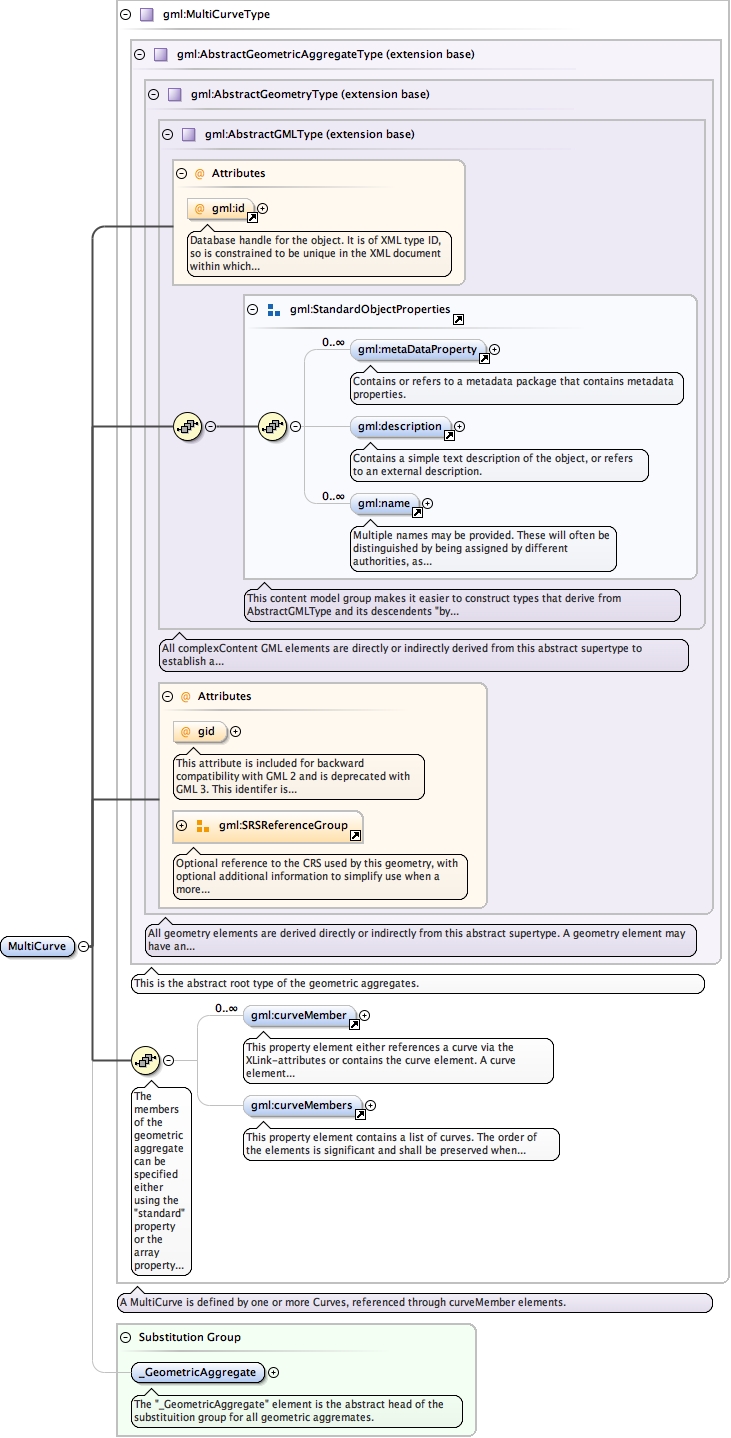 gml:MultiCurveType
gml:AbstractGeometricAggregateType (extension base)
gml:AbstractGeometryType (extension base)
gml:AbstractGMLType (extension base)
@ Attributes
@ gml:id
Database handle for the object. It is of XML type ID,
so is constrained to be unique in the XML document
within which...
gml:StandardObjectProperties
0..∞
gml:metaDataProperty
Contains or refers to a metadata package that contains metadata
properties.
gml:description
Contains a simple text description of the object, or refers
to an external description.
0..∞
gml:name
Multiple names may be provided. These will often be
distinguished by being assigned by different
authorities, as...
This content model group makes it easier to construct types that derive from
AbstractGMLType and its descendents "by...
All complexContent GML elements are directly or indirectly derived from this abstract supertype to
establish a...
@ Attributes
@ gid
This attribute is included for backward
compatibility with GML 2 and is deprecated with
GML 3. This identifer is...
gml:SRSReferenceGroup
Optional reference to the CRS used by this geometry, with
optional additional information to simplify use when a
more...
All geometry elements are derived directly or indirectly from this abstract supertype. A geometry element may
have an...
MultiCurve
This is the abstract root type of the geometric aggregates.
0..∞
gml:curveMember
This property element either references a curve via the
XLink-attributes or contains the curve element. A curve
element...
gml:curveMembers
This property element contains a list of curves. The order of
the elements is significant and shall be preserved when...
The
members
of the
geometric
aggregate
can be
specified
either
using the
"standard"
property
or the
array
property...
A MultiCurve is defined by one or more Curves, referenced through curveMember elements.
Substitution Group
_GeometricAggregate
The "_GeometricAggregate" element is the abstract head of the
substituition group for all geometric aggremates.